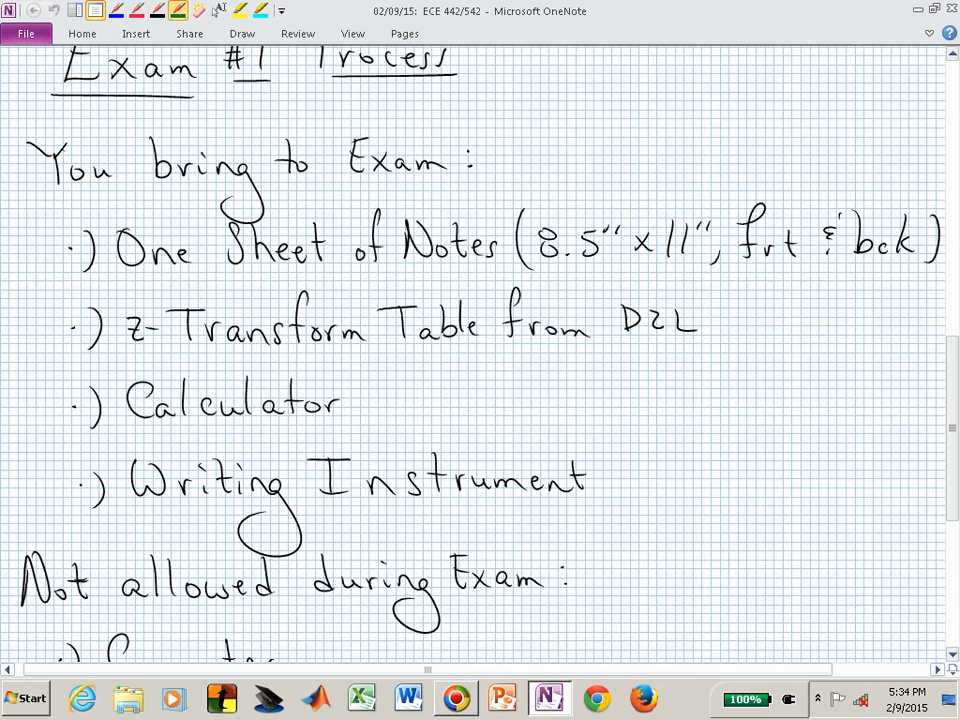 02/09/15: ECE 442/542 - Microsoft OneNote
File Home Insert Share Draw Review View Pages
Exam #1 Process
You bring to Exam:
·) One Sheet of Notes (8.5" x 11", frt & bck)
·) z-Transform Table from D2L
·) Calculator
·) Writing Instrument
Not allowed during Exam:
Start 100% 5:34 PM
2/9/2015